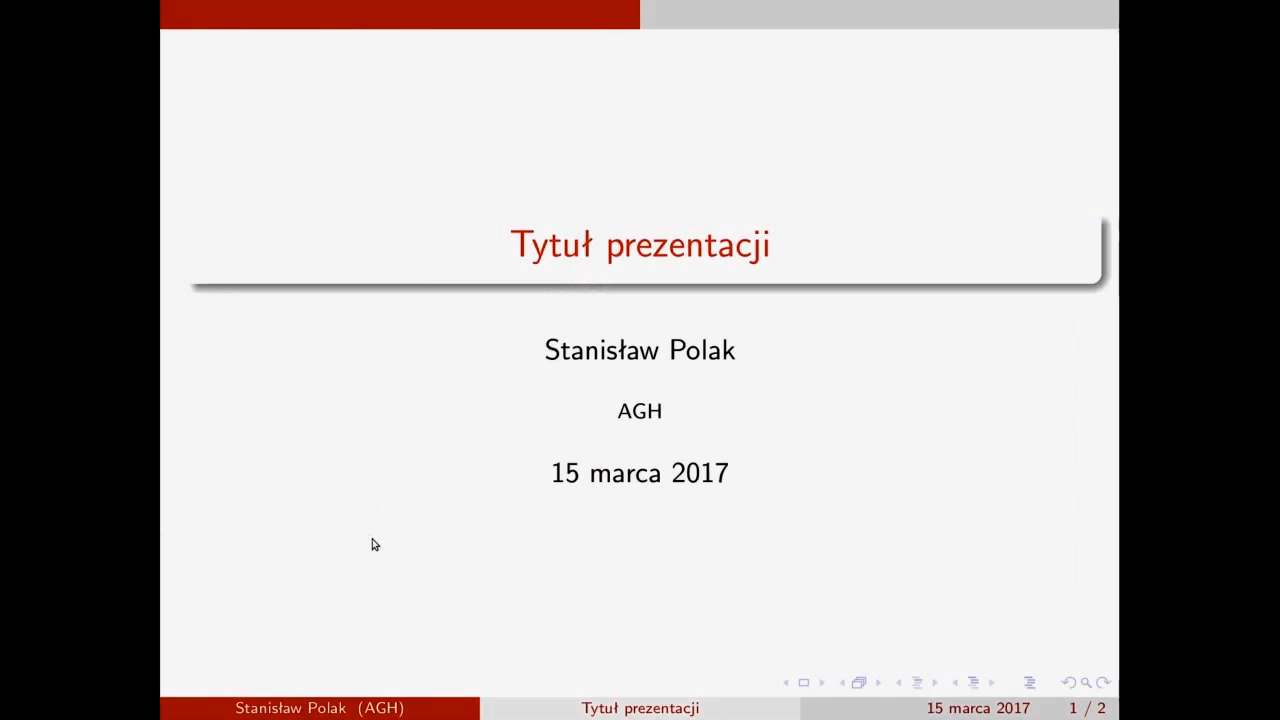 Tytuł prezentacji
Stanisław Polak
AGH
15 marca 2017
Stanisław Polak (AGH) Tytuł prezentacji 15 marca 2017 1 / 2